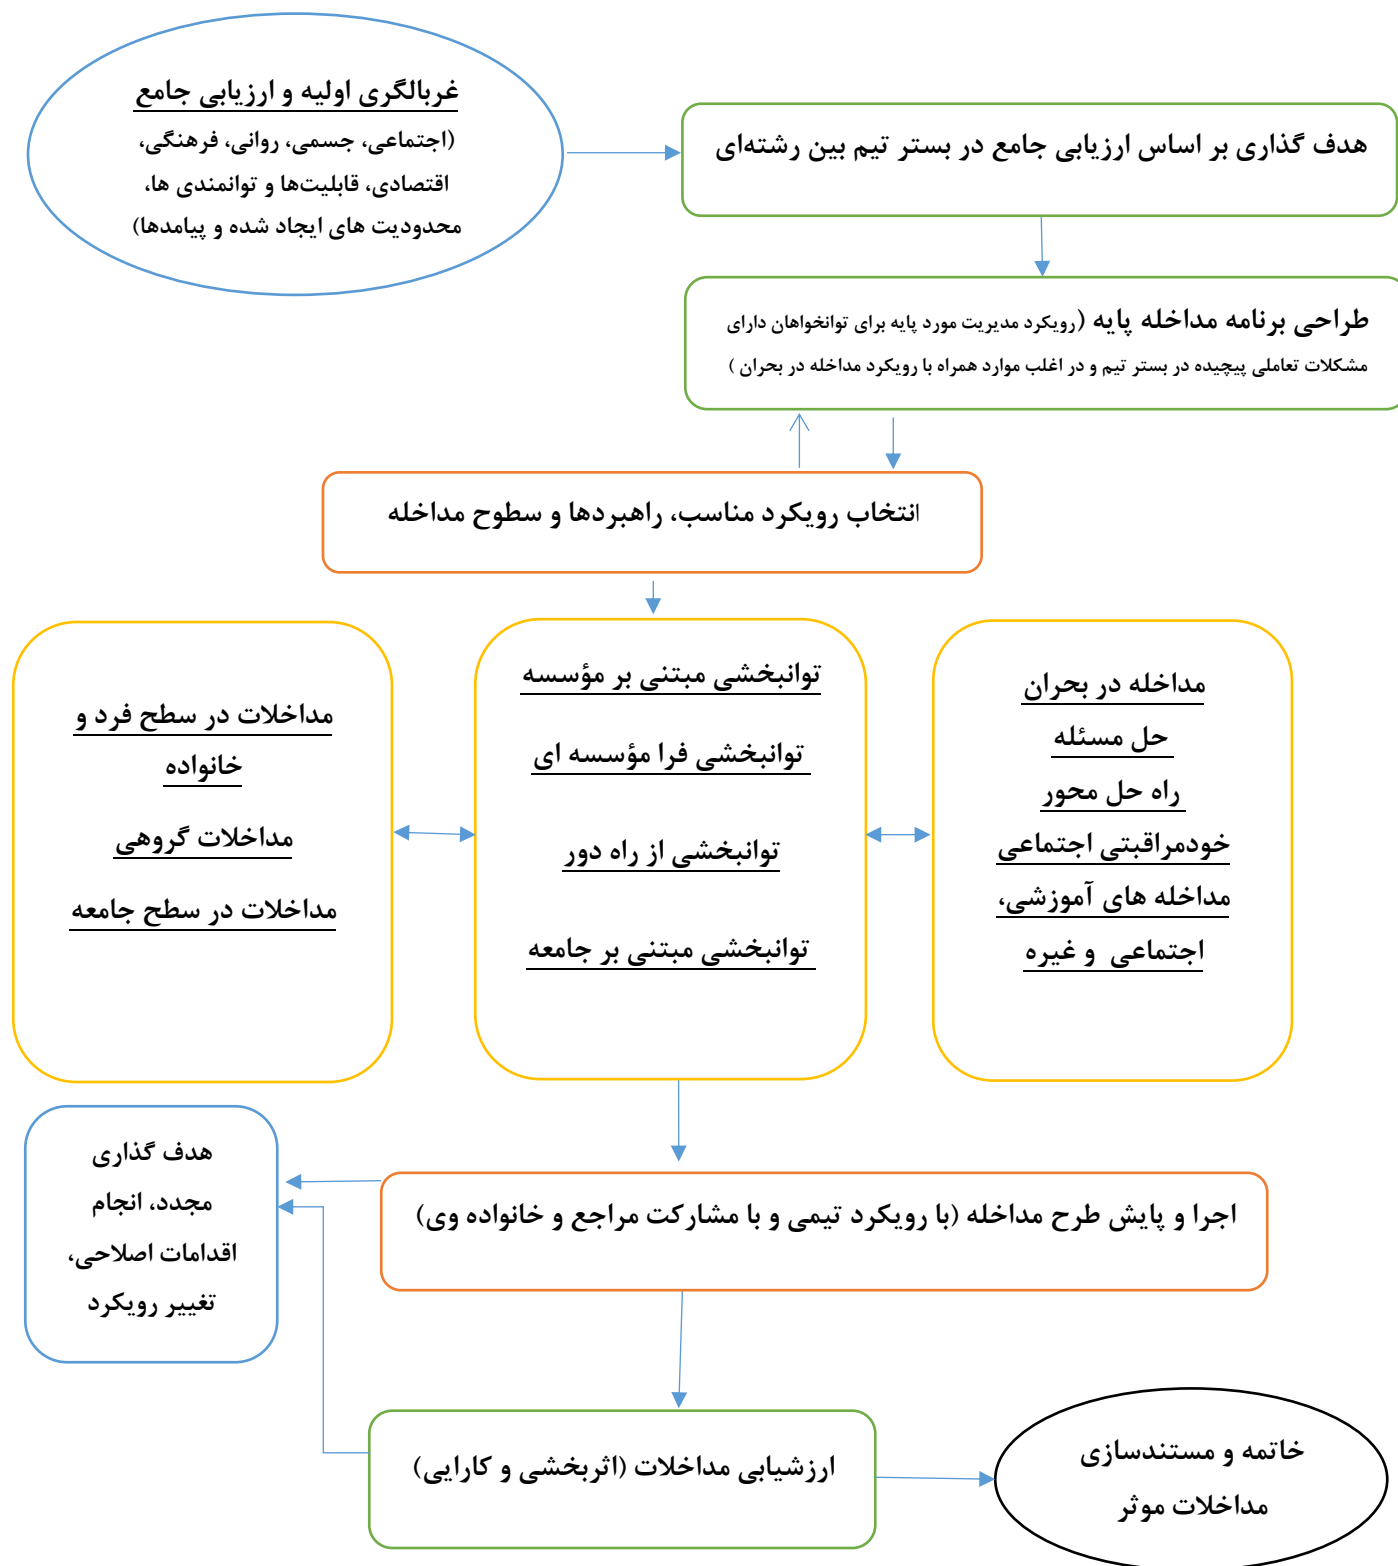 غربالگری اولیه و ارزیابی جامع
(اجتماعی، جسمی، روانی، فرهنگی،
اقتصادی، قابلیت‌ها و توانمندی ها،
محدودیت های ایجاد شده و پیامدها)
هدف گذاری بر اساس ارزیابی جامع در بستر تیم بین رشته‌ای
طراحی برنامه مداخله پایه (رویکرد مدیریت مورد پایه برای توانخواهان دارای
مشکلات تعاملی پیچیده در بستر تیم و در اغلب موارد همراه با رویکرد مداخله در بحران )
انتخاب رویکرد مناسب، راهبردها و سطوح مداخله
مداخله در بحران
حل مسئله
راه حل محور
خودمراقبتی اجتماعی
مداخله های آموزشی،
اجتماعی و غیره
توانبخشی مبتنی بر مؤسسه
توانبخشی فرا مؤسسه ای
توانبخشی از راه دور
توانبخشی مبتنی بر جامعه
مداخلات در سطح فرد و
خانواده
مداخلات گروهی
مداخلات در سطح جامعه
اجرا و پایش طرح مداخله (با رویکرد تیمی و با مشارکت مراجع و خانواده وی)
هدف گذاری
مجدد، انجام
اقدامات اصلاحی،
تغییر رویکرد
ارزشیابی مداخلات (اثربخشی و کارایی)
خاتمه و مستندسازی
مداخلات موثر